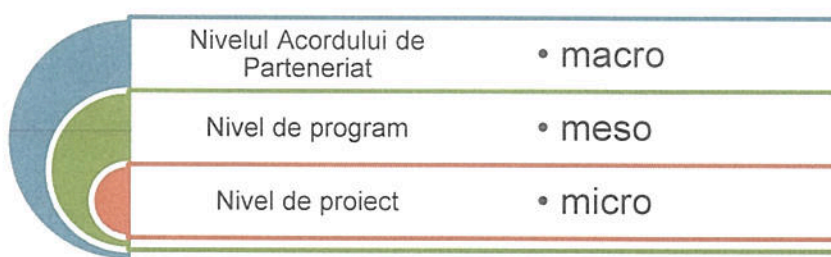 Nivelul Acordului de
Parteneriat
• macro
Nivel de program
• meso
Nivel de proiect
• micro